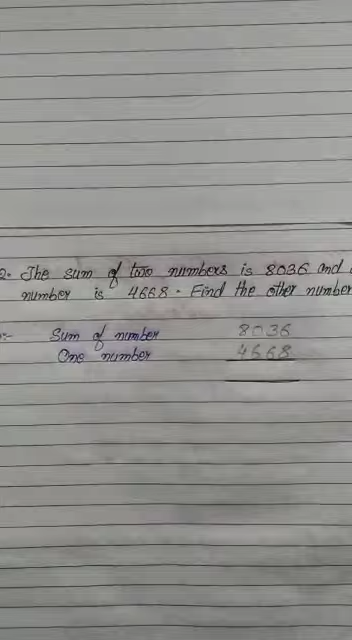 2. The sum of two numbers is 8036 and
number is 4668. Find the other number
:- Sum of number 8036
One number 4668